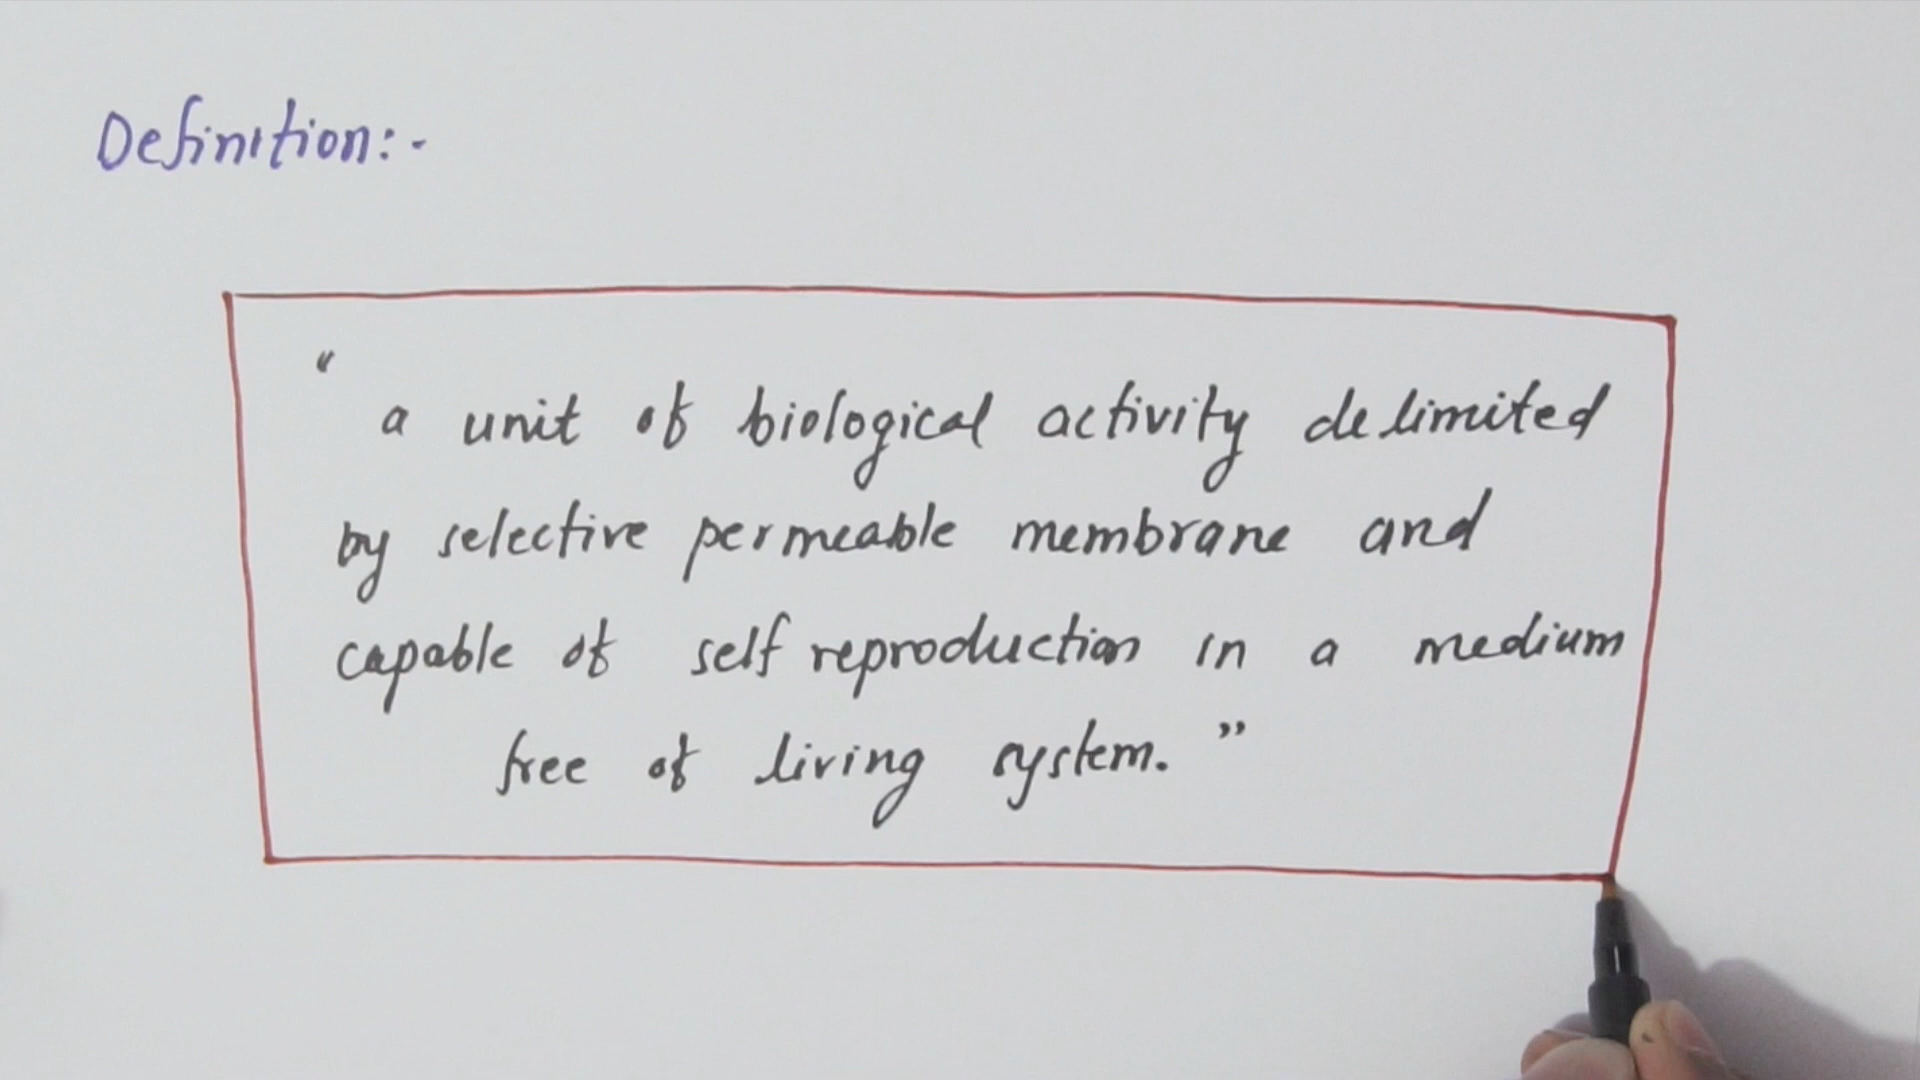 Definition:-
“ a unit of biological activity delimited
by selective permeable membrane and
capable of self reproduction in a medium
free of living system. ”